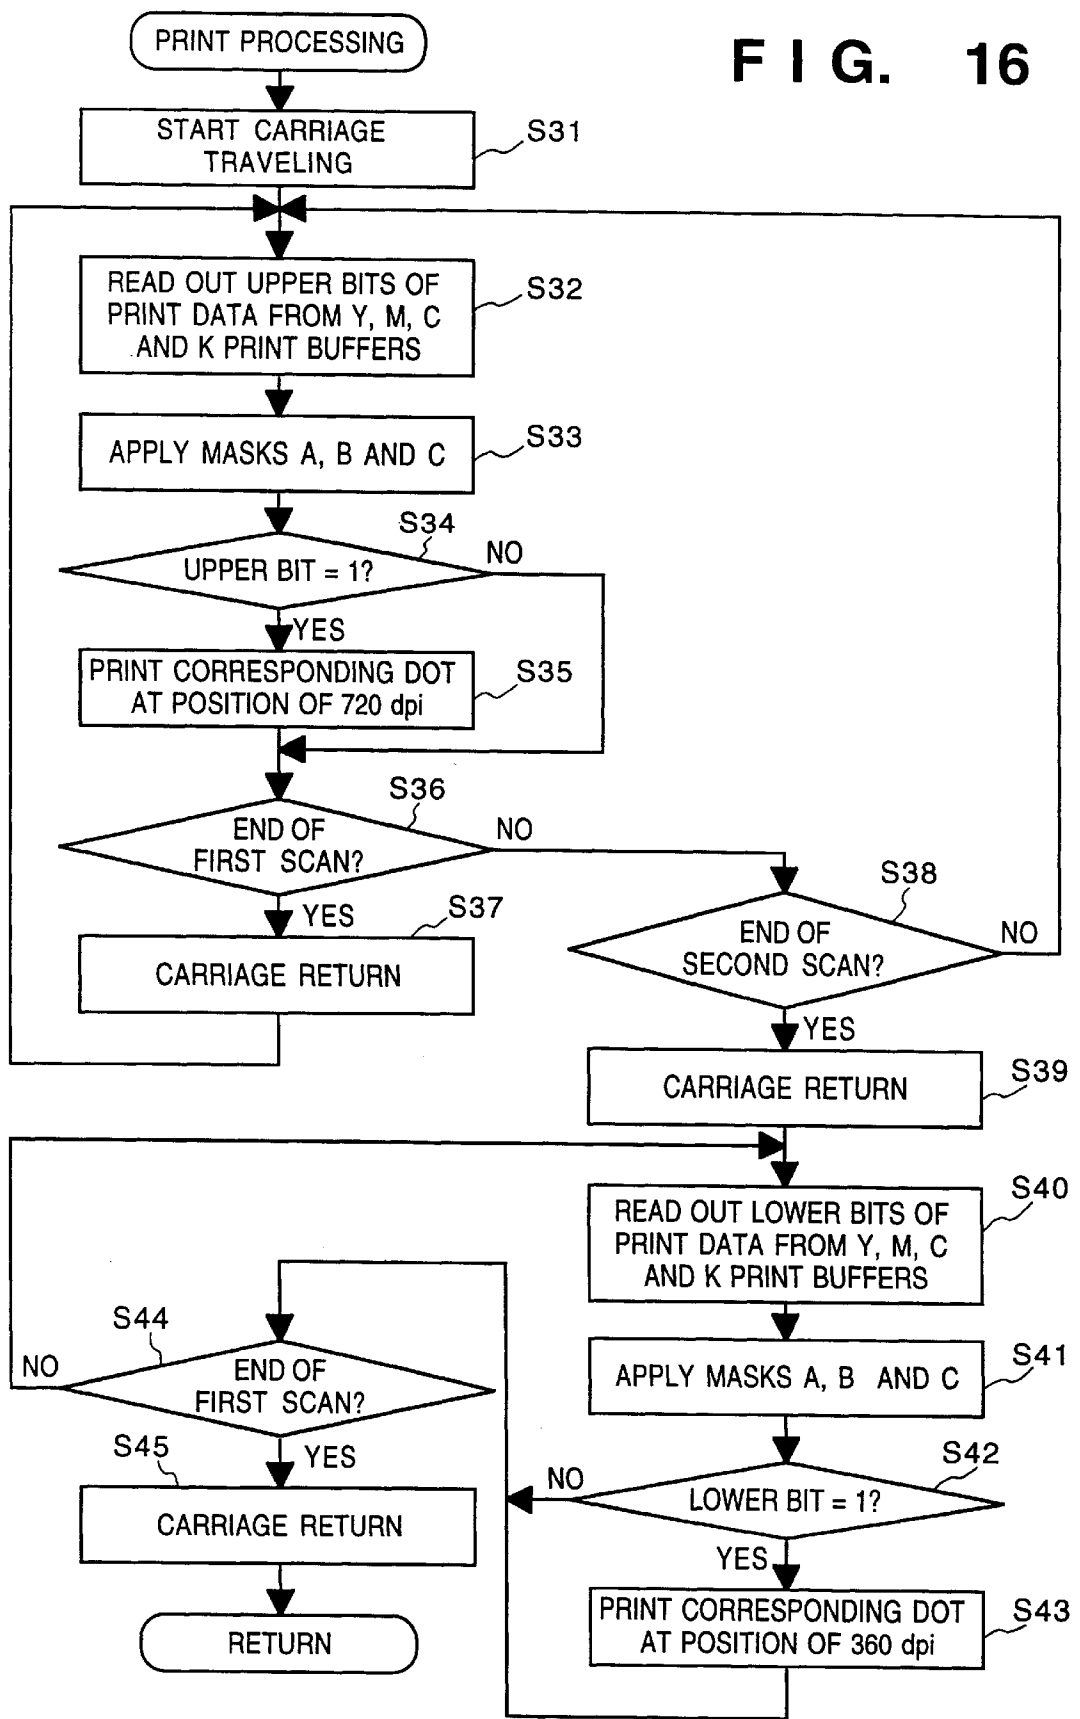 PRINT PROCESSING
FIG. 16
START CARRIAGE
TRAVELING
S31
READ OUT UPPER BITS OF
PRINT DATA FROM Y, M, C
AND K PRINT BUFFERS
S32
APPLY MASKS A, B AND C
S33
S34
UPPER BIT = 1?
NO
YES
PRINT CORRESPONDING DOT
AT POSITION OF 720 dpi
S35
S36
END OF
FIRST SCAN?
NO
YES
S37
CARRIAGE RETURN
S38
END OF
SECOND SCAN?
NO
YES
CARRIAGE RETURN
S39
READ OUT LOWER BITS OF
PRINT DATA FROM Y, M, C
AND K PRINT BUFFERS
S40
APPLY MASKS A, B AND C
S41
S42
LOWER BIT = 1?
NO
YES
PRINT CORRESPONDING DOT
AT POSITION OF 360 dpi
S43
S44
END OF
FIRST SCAN?
NO
YES
S45
CARRIAGE RETURN
RETURN